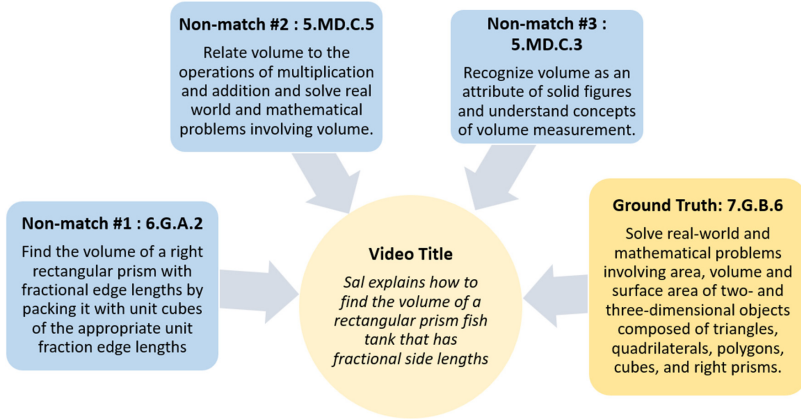 Non-match #2 : 5.MD.C.5
Relate volume to the
operations of multiplication
and addition and solve real
world and mathematical
problems involving volume.
Non-match #3 :
5.MD.C.3
Recognize volume as an
attribute of solid figures
and understand concepts
of volume measurement.
Non-match #1 : 6.G.A.2
Find the volume of a right
rectangular prism with
fractional edge lengths by
packing it with unit cubes
of the appropriate unit
fraction edge lengths
Video Title
Sal explains how to
find the volume of a
rectangular prism fish
tank that has
fractional side lengths
Ground Truth: 7.G.B.6
Solve real-world and
mathematical problems
involving area, volume and
surface area of two- and
three-dimensional objects
composed of triangles,
quadrilaterals, polygons,
cubes, and right prisms.